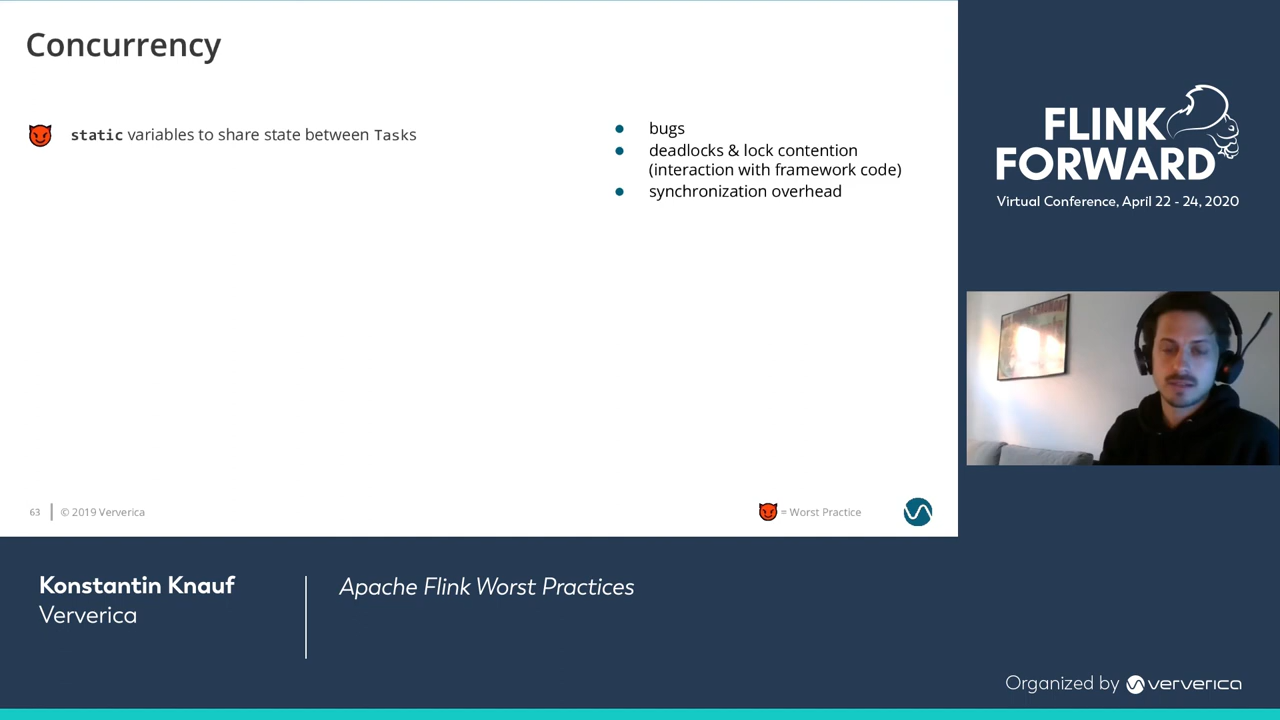 Concurrency
static variables to share state between Tasks
bugs
deadlocks & lock contention
(interaction with framework code)
synchronization overhead
63
© 2019 Ververica
= Worst Practice
FLINK
FORWARD
Virtual Conference, April 22 - 24, 2020
Konstantin Knauf
Ververica
Apache Flink Worst Practices
Organized by ververica